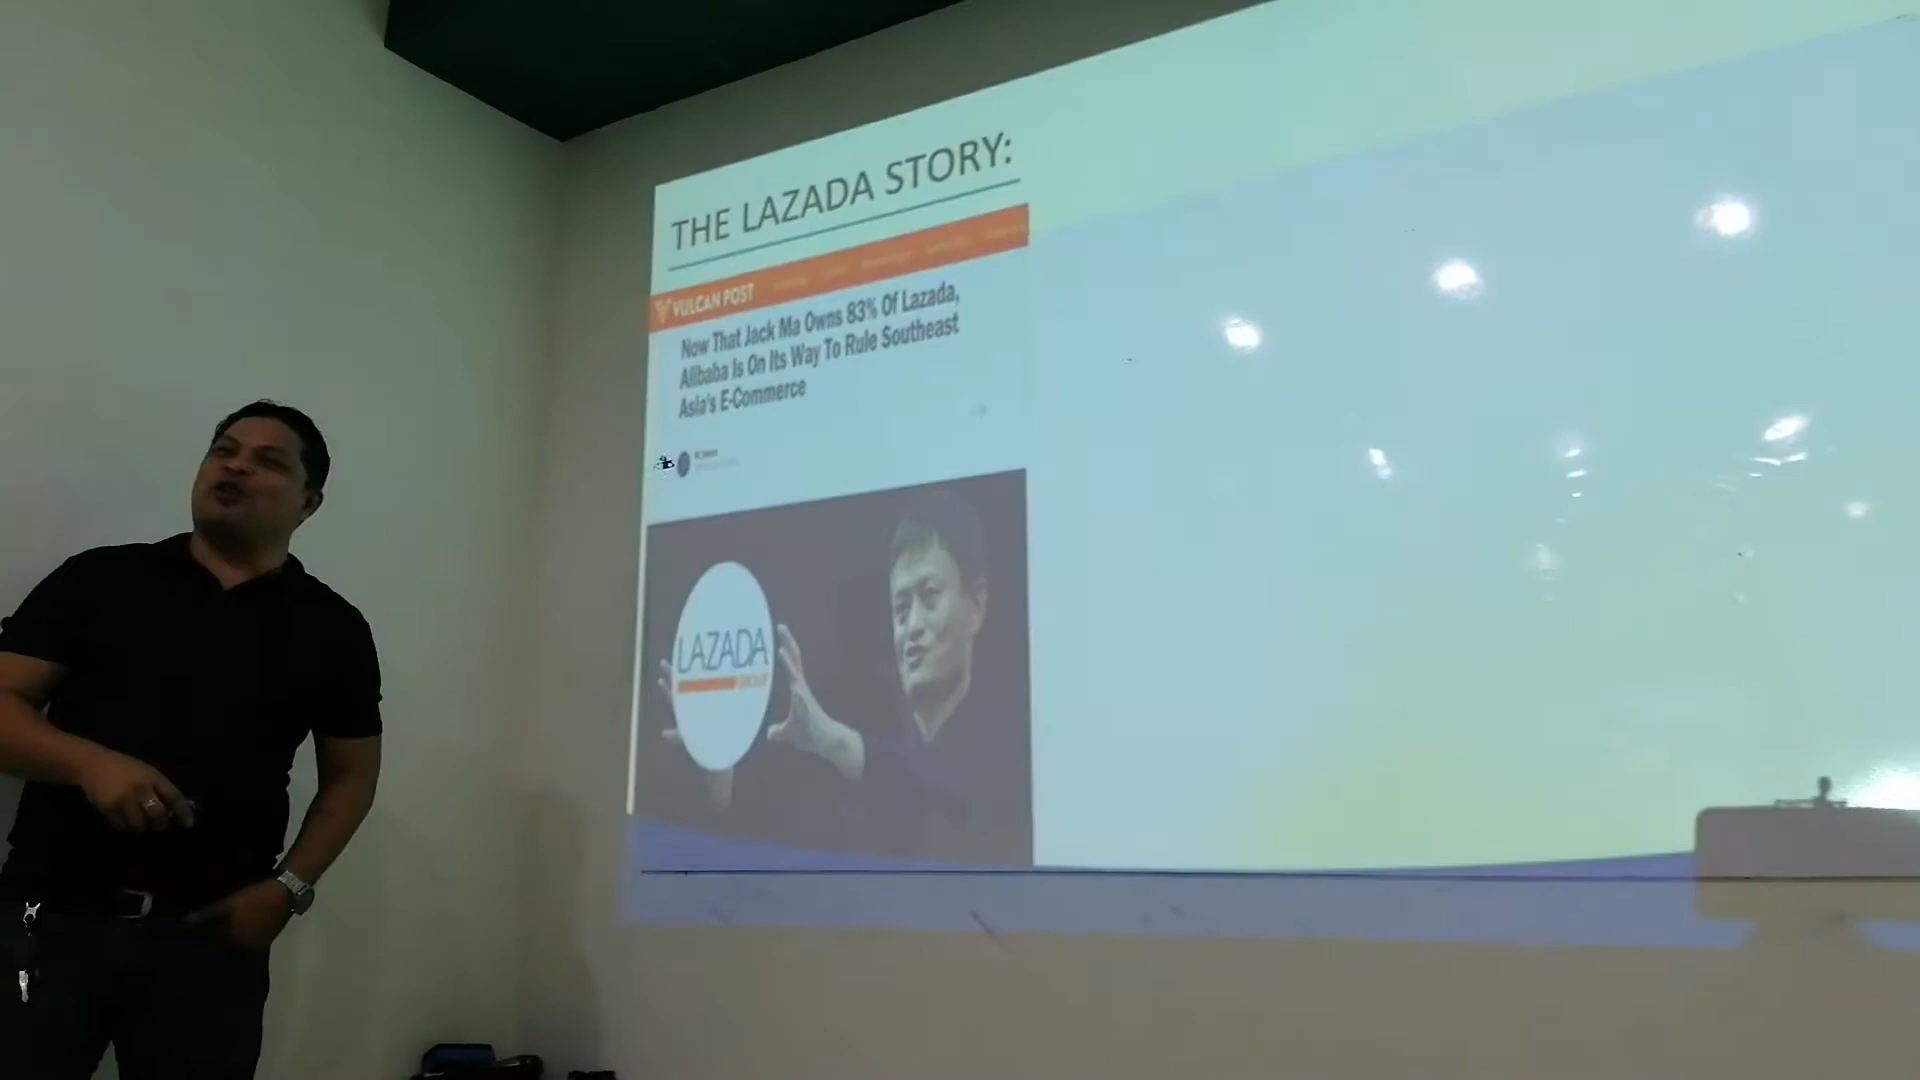 THE LAZADA STORY:
VULCAN POST
Now That Jack Ma Owns 83% Of Lazada,
Alibaba Is On Its Way To Rule Southeast
Asia's E-Commerce
LAZADA
GROUP